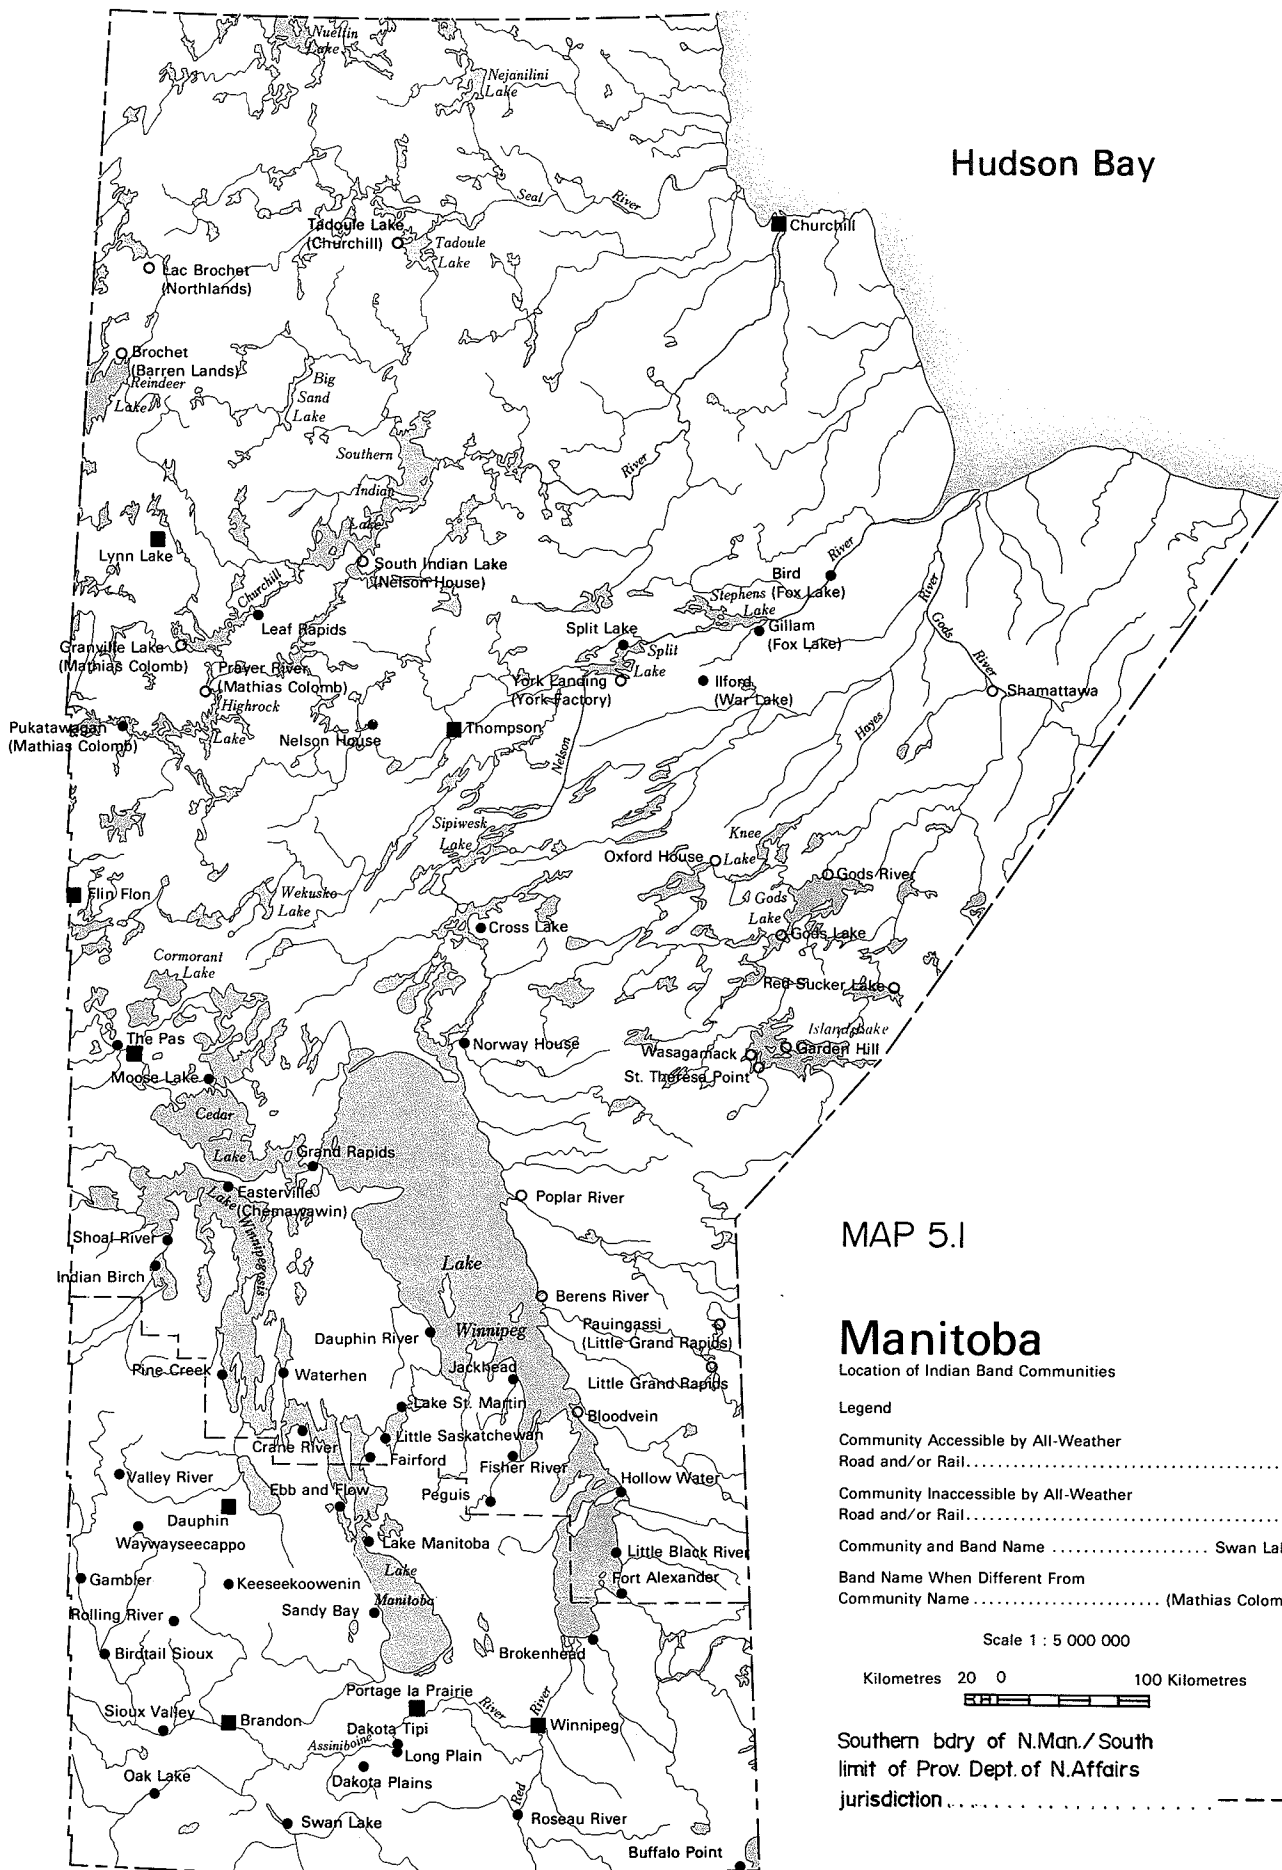 Nueltin
Lake
Nejanilini
Lake
Hudson Bay
Seal
River
Tadoule Lake
(Churchill)
Tadoule
Lake
Churchill
Lac Brochet
(Northlands)
Brochet
(Barren Lands)
Reindeer
Lake
Big
Sand
Lake
Southern
Indian
Lake
River
Lynn Lake
South Indian Lake
(Nelson House)
Churchill
Leaf Rapids
River
Bird
(Fox Lake)
Stephens
Lake
Gillam
(Fox Lake)
River
Gods
River
Split Lake
Split
Lake
Granville Lake
(Mathias Colomb)
Prayer River
(Mathias Colomb)
Highrock
Lake
York Landing
(York Factory)
Ilford
(War Lake)
Shamattawa
Pukatawagan
(Mathias Colomb)
Nelson House
Thompson
Nelson
Hayes
Sipiwesk
Lake
Knee
Lake
Oxford House
Gods River
Flin Flon
Wekusko
Lake
Gods
Lake
Cross Lake
Gods Lake
Cormorant
Lake
Red Sucker Lake
Island Lake
The Pas
Norway House
Wasagamack
Garden Hill
St. Therese Point
Moose Lake
Cedar
Lake
Grand Rapids
Easterville
(Chemawawin)
Lake Winnipegosis
Poplar River
Shoal River
Indian Birch
Lake
Winnipeg
Berens River
Pauingassi
(Little Grand Rapids)
Dauphin River
Little Grand Rapids
Pine Creek
Waterhen
Jackhead
Lake St. Martin
Bloodvein
Crane River
Little Saskatchewan
Fairford
Fisher River
Valley River
Ebb and Flow
Peguis
Hollow Water
Dauphin
Waywayseecappo
Lake Manitoba
Little Black River
Gambler
Keeseekoowenin
Lake
Manitoba
Fort Alexander
Rolling River
Sandy Bay
Birdtail Sioux
Brokenhead
Portage la Prairie
River
River
Sioux Valley
Brandon
Winnipeg
Assiniboine
Dakota Tipi
Long Plain
Dakota Plains
Oak Lake
Red
Swan Lake
Roseau River
Buffalo Point
MAP 5.1
Manitoba
Location of Indian Band Communities
Legend
Community Accessible by All-Weather
Road and/or Rail
Community Inaccessible by All-Weather
Road and/or Rail
Community and Band Name .................. Swan Lal
Band Name When Different From
Community Name ...................... (Mathias Colom
Scale 1 : 5 000 000
Kilometres 20 0 100 Kilometres
Southern bdry of N.Man./South
limit of Prov. Dept. of N.Affairs
jurisdiction